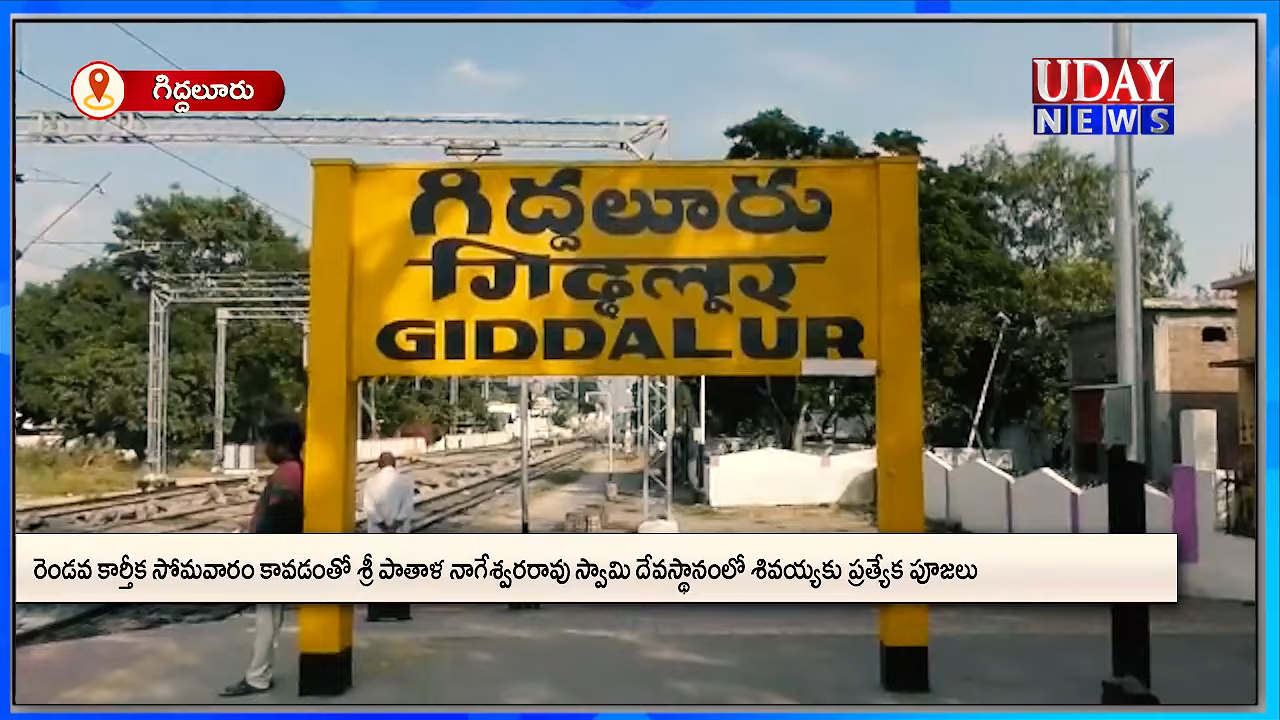 గిద్దలూరు
UDAY
NEWS
గిద్దలూరు
गिद्दलूर
GIDDALUR
రెండవ కార్తీక సోమవారం కావడంతో శ్రీ పాతాళ నాగేశ్వరరావు స్వామి దేవస్థానంలో శివయ్యకు ప్రత్యేక పూజలు